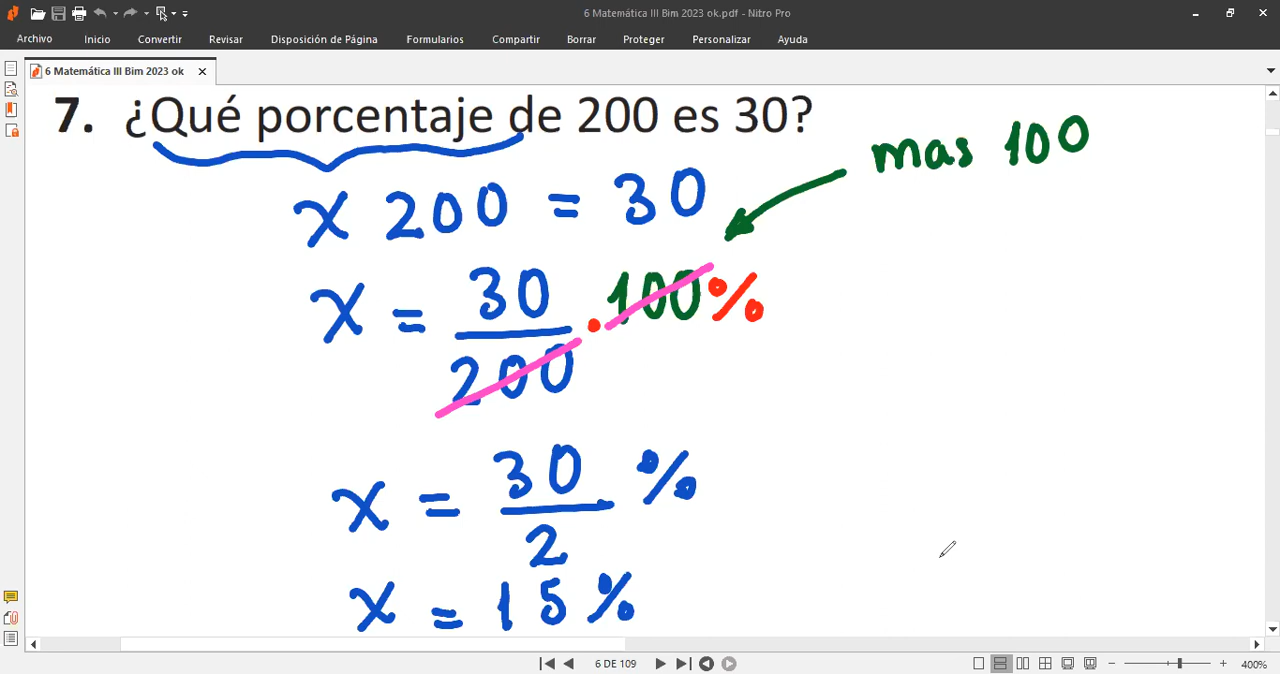 6 Matemática III Bim 2023 ok.pdf - Nitro Pro
Archivo Inicio Convertir Revisar Disposición de Página Formularios Compartir Borrar Proteger Personalizar Ayuda
6 Matemática III Bim 2023 ok
7. ¿Qué porcentaje de 200 es 30?
mas 100
x 200 = 30
x = 30/200 · 100%
x = 30/2 %
x = 15%
6 DE 109
400%